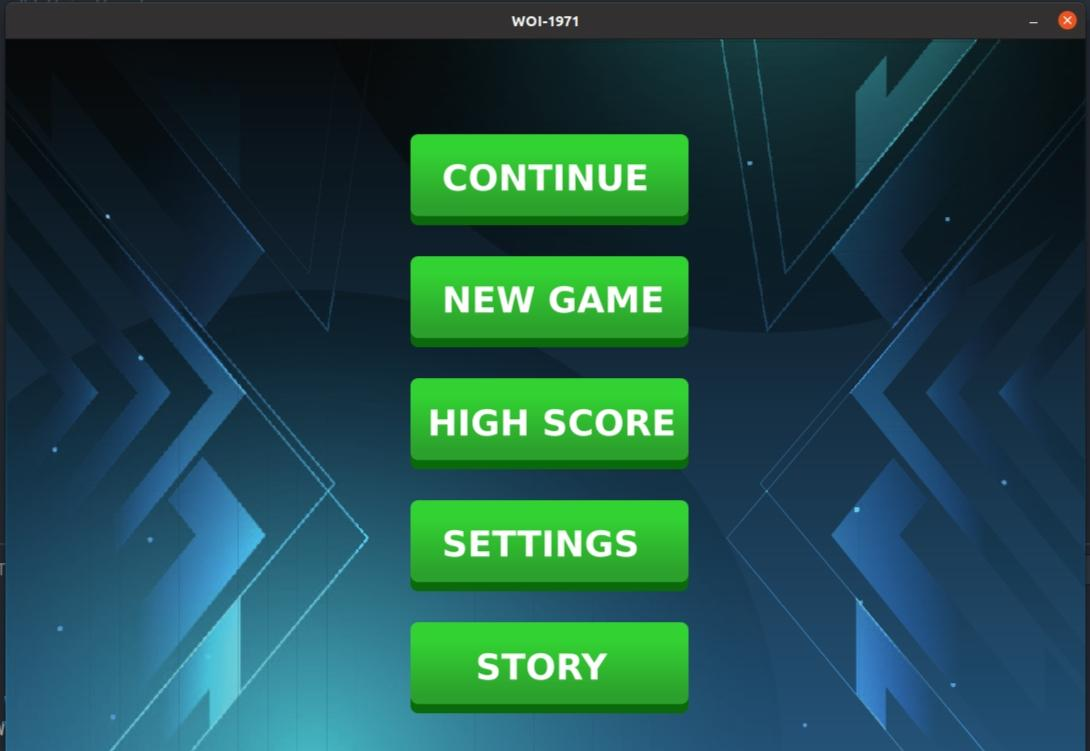 WOI-1971
CONTINUE
NEW GAME
HIGH SCORE
SETTINGS
STORY